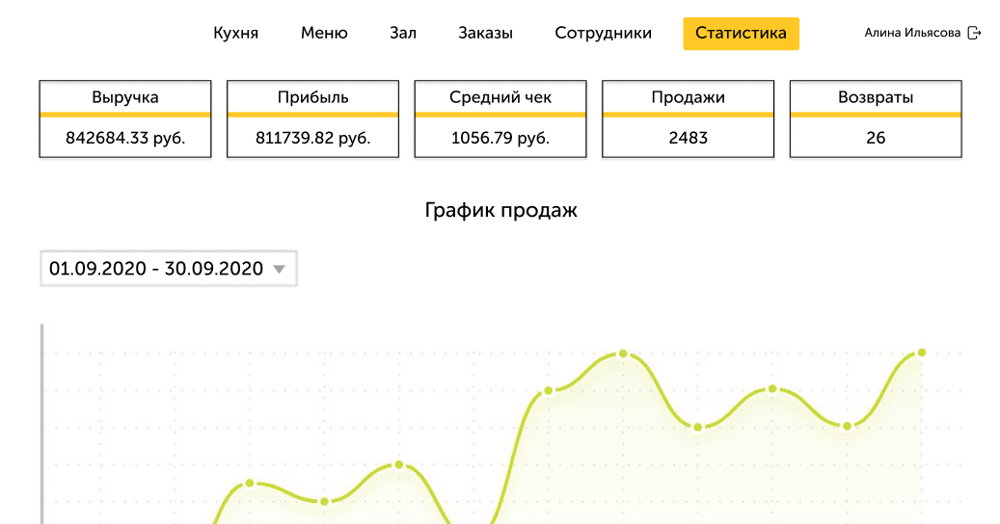 Кухня Меню Зал Заказы Сотрудники Статистика Алина Ильясова
Выручка Прибыль Средний чек Продажи Возвраты
842684.33 руб. 811739.82 руб. 1056.79 руб. 2483 26
График продаж
01.09.2020 - 30.09.2020